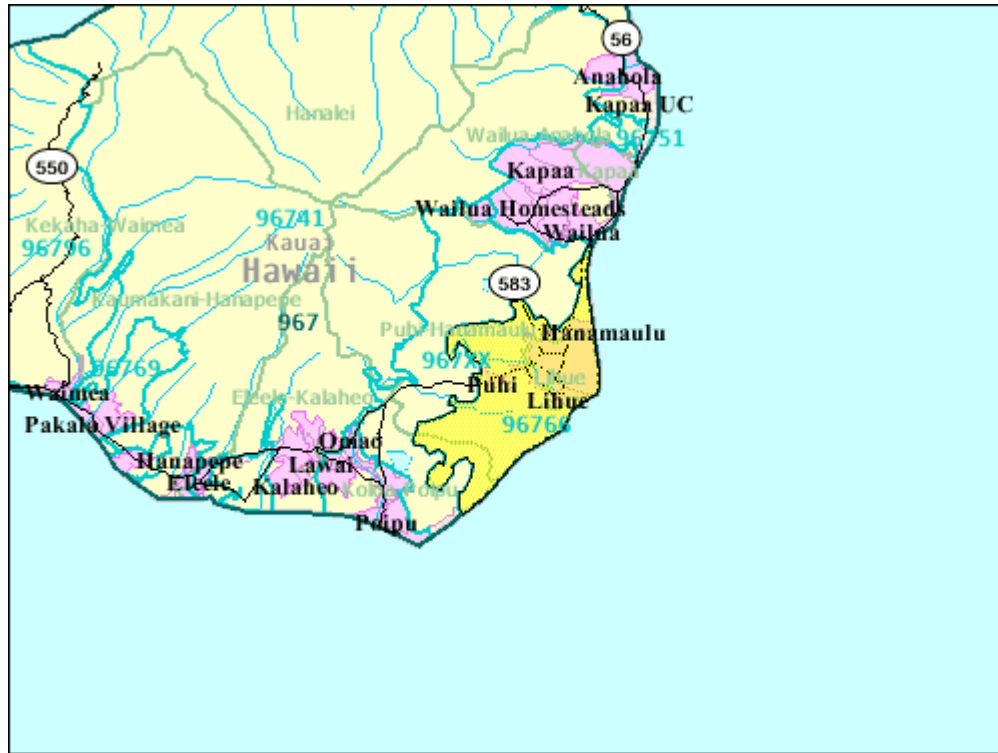 56
Anahola
Kapaa UC
Hanalei
Wailua-Anahola
96751
550
Kapaa
Kapaa
Wailua Homesteads
96741
Kekaha-Waimea
Wailua
Kauai
96796
Hawaii
583
Kaumakani-Hanapepe
967
Puhi-Hanamaulu
Hanamaulu
967XX
96769
Puhi
Lihue
Waimea
Eleele-Kalaheo
Lihue
Pakala Village
96766
Omao
Hanapepe
Lawai
Eleele
Kalaheo
Koloa-Poipu
Poipu